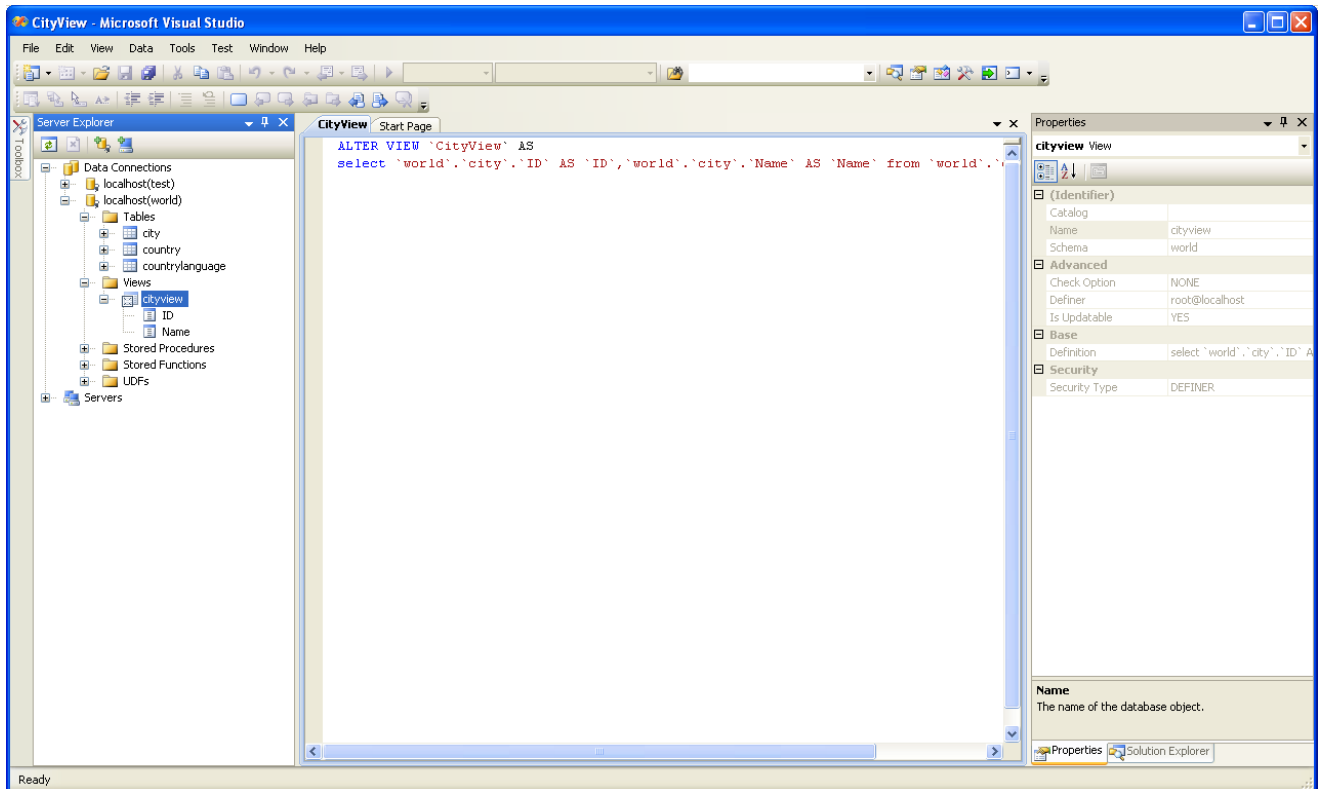 CityView - Microsoft Visual Studio
File Edit View Data Tools Test Window Help
Toolbox
Server Explorer
Data Connections
localhost(test)
localhost(world)
Tables
city
country
countrylanguage
Views
cityview
ID
Name
Stored Procedures
Stored Functions
UDFs
Servers
CityView Start Page
ALTER VIEW `CityView` AS
select `world`.`city`.`ID` AS `ID`,`world`.`city`.`Name` AS `Name` from `world`.`
Properties
cityview View
(Identifier)
Catalog
Name cityview
Schema world
Advanced
Check Option NONE
Definer root@localhost
Is Updatable YES
Base
Definition select `world`.`city`.`ID` A
Security
Security Type DEFINER
Name
The name of the database object.
Properties Solution Explorer
Ready